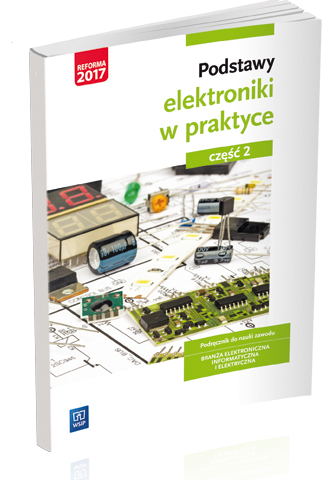 REFORMA
2017
Podstawy
elektroniki
w praktyce
część 2
Podręcznik do nauki zawodu
BRANŻA ELEKTRONICZNA
INFORMATYCZNA
I ELEKTRYCZNA
WSiP